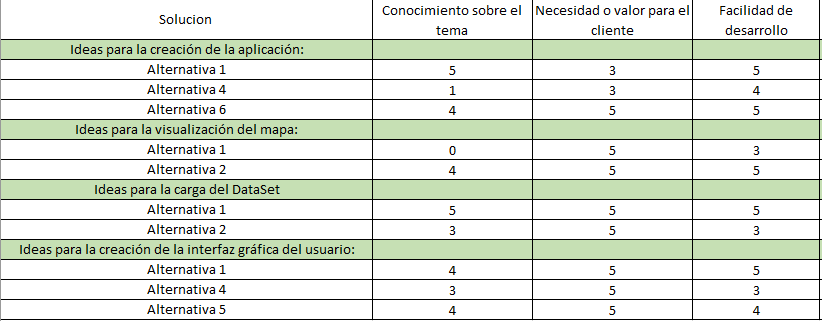 Solucion Conocimiento sobre el tema Necesidad o valor para el cliente Facilidad de desarrollo
Ideas para la creación de la aplicación:
Alternativa 1 5 3 5
Alternativa 4 1 3 4
Alternativa 6 4 5 5
Ideas para la visualización del mapa:
Alternativa 1 0 5 3
Alternativa 2 4 5 5
Ideas para la carga del DataSet
Alternativa 1 5 5 5
Alternativa 2 3 5 3
Ideas para la creación de la interfaz gráfica del usuario:
Alternativa 1 4 5 5
Alternativa 4 3 5 3
Alternativa 5 4 5 4